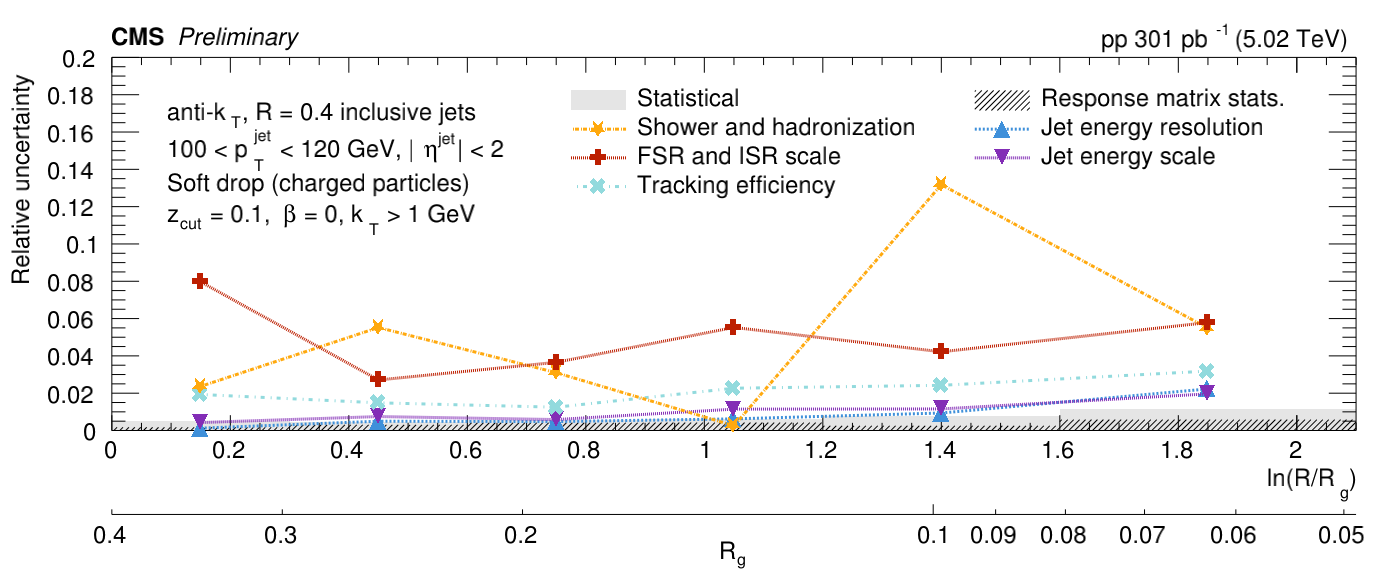 CMS Preliminary
pp 301 pb -1 (5.02 TeV)
Relative uncertainty
0.2
0.18
0.16
0.14
0.12
0.1
0.08
0.06
0.04
0.02
0
anti-k T, R = 0.4 inclusive jets
100 < p T jet < 120 GeV, | η jet | < 2
Soft drop (charged particles)
z cut = 0.1, β = 0, k T > 1 GeV
Statistical
Shower and hadronization
FSR and ISR scale
Tracking efficiency
Response matrix stats.
Jet energy resolution
Jet energy scale
0 0.2 0.4 0.6 0.8 1 1.2 1.4 1.6 1.8 2
ln(R/R g)
0.4 0.3 0.2 0.1 0.09 0.08 0.07 0.06 0.05
R g